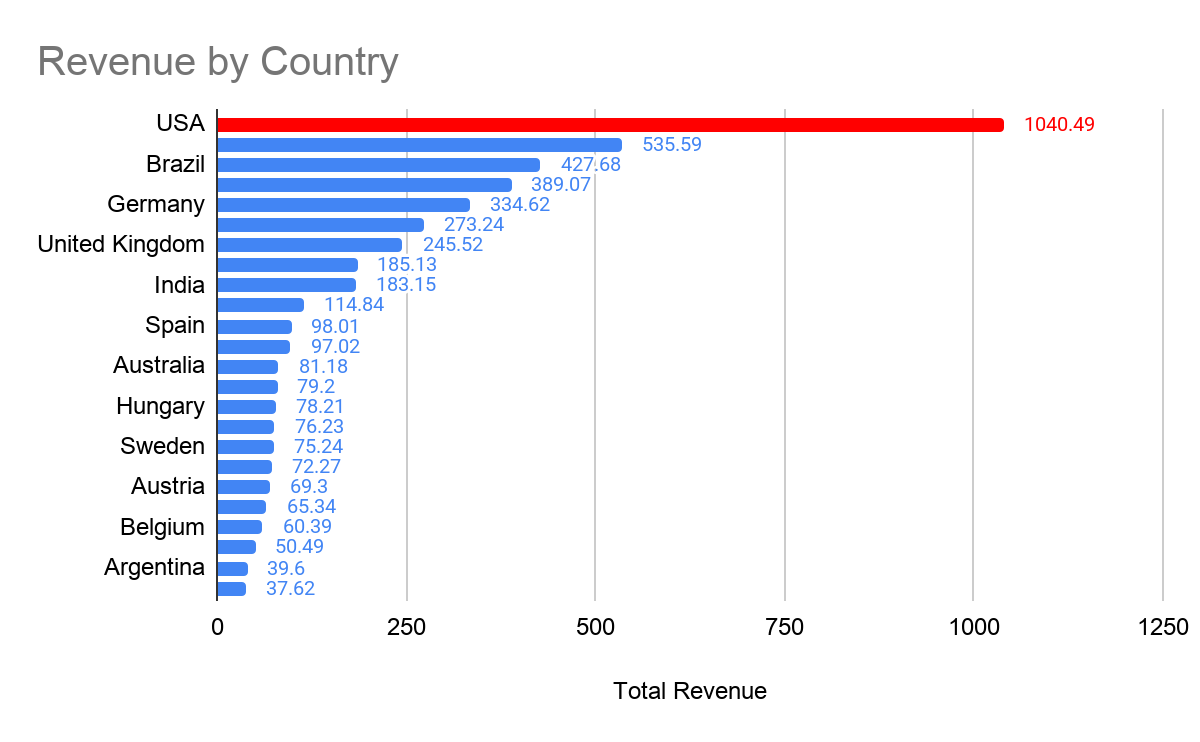 Revenue by Country
USA 1040.49
535.59
Brazil 427.68
389.07
Germany 334.62
273.24
United Kingdom 245.52
185.13
India 183.15
114.84
Spain 98.01
97.02
Australia 81.18
79.2
Hungary 78.21
76.23
Sweden 75.24
72.27
Austria 69.3
65.34
Belgium 60.39
50.49
Argentina 39.6
37.62
0 250 500 750 1000 1250
Total Revenue